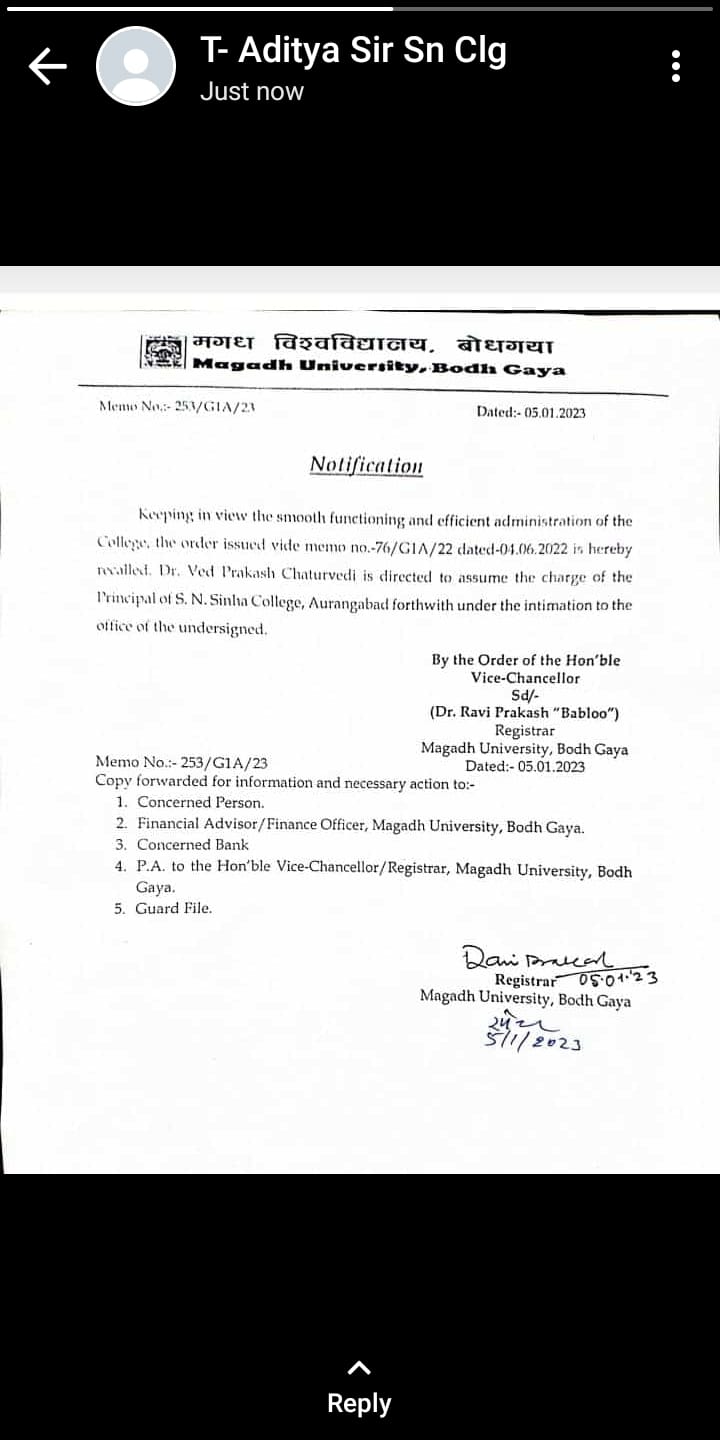 T- Aditya Sir Sn Clg
Just now
मगध विश्वविद्यालय, बोधगया
Magadh University, Bodh Gaya
Memo No.:- 253/G1A/23
Dated:- 05.01.2023
Notification
Keeping in view the smooth functioning and efficient administration of the
College, the order issued vide memo no.-76/G1A/22 dated-04.06.2022 is hereby
recalled. Dr. Ved Prakash Chaturvedi is directed to assume the charge of the
Principal of S. N. Sinha College, Aurangabad forthwith under the intimation to the
office of the undersigned.
By the Order of the Hon'ble
Vice-Chancellor
Sd/-
(Dr. Ravi Prakash "Babloo")
Registrar
Magadh University, Bodh Gaya
Memo No.:- 253/G1A/23
Dated:- 05.01.2023
Copy forwarded for information and necessary action to:-
1. Concerned Person.
2. Financial Advisor/Finance Officer, Magadh University, Bodh Gaya.
3. Concerned Bank
4. P.A. to the Hon'ble Vice-Chancellor/Registrar, Magadh University, Bodh
Gaya.
5. Guard File.
Registrar 05.01.'23
Magadh University, Bodh Gaya
5/1/2023
Reply